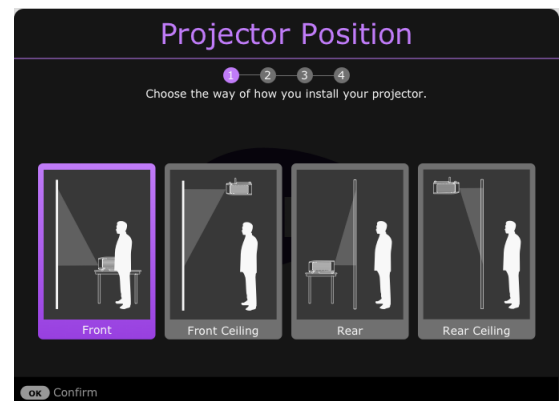 Projector Position
1 2 3 4
Choose the way of how you install your projector.
Front
Front Ceiling
Rear
Rear Ceiling
OK Confirm